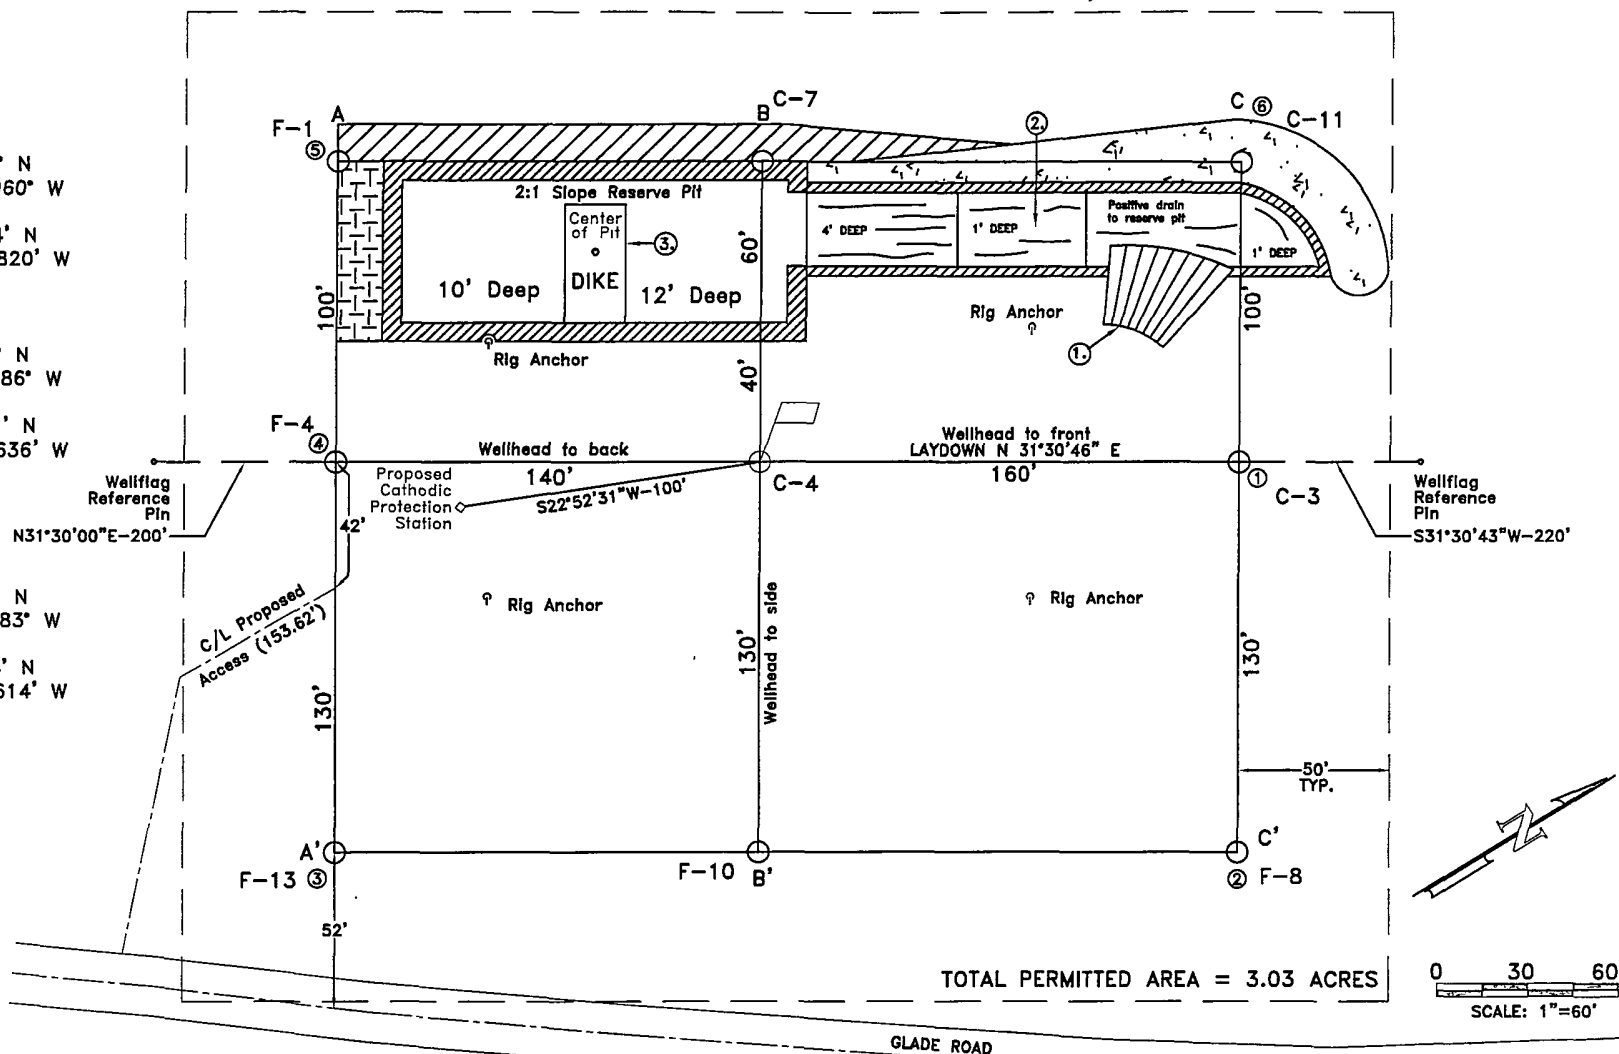 A
B
C-7
C ⑥
C-11
F-1
⑤
②.
° N
960° W
4' N
820' W
2:1 Slope Reserve Pit
Center
of Pit
③.
DIKE
10' Deep
12' Deep
60'
4' DEEP
1' DEEP
Positive drain
to reserve pit
1' DEEP
100'
100'
Rig Anchor
Rig Anchor
①.
40'
° N
86° W
' N
636' W
F-4
④
Wellhead to back
140'
Wellhead to front
LAYDOWN N 31°30'46" E
160'
C-4
①
C-3
Wellflag
Reference
Pin
N31°30'00"E-200'
Proposed
Cathodic
Protection
Station
S22°52'31"W-100'
Wellflag
Reference
Pin
S31°30'43"W-220'
42'
Rig Anchor
Rig Anchor
C/L Proposed
Access (153.62')
N
83° W
' N
614' W
130'
130'
Wellhead to side
130'
50'
TYP.
A'
F-13 ③
F-10
B'
C'
② F-8
52'
N
TOTAL PERMITTED AREA = 3.03 ACRES
0 30 60
SCALE: 1"=60'
GLADE ROAD